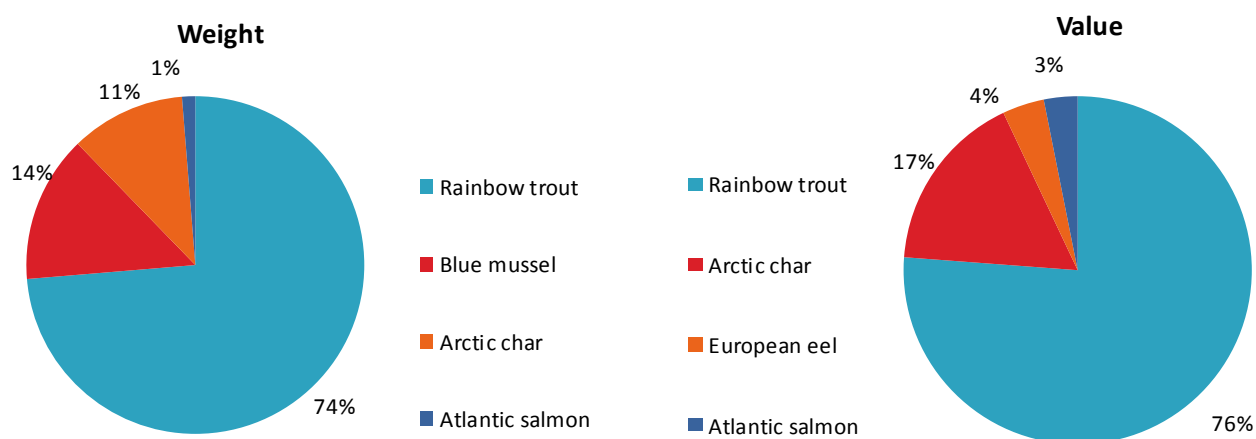 Weight
1%
11%
14%
74%
Rainbow trout
Blue mussel
Arctic char
Atlantic salmon
Value
3%
4%
17%
76%
Rainbow trout
Arctic char
European eel
Atlantic salmon